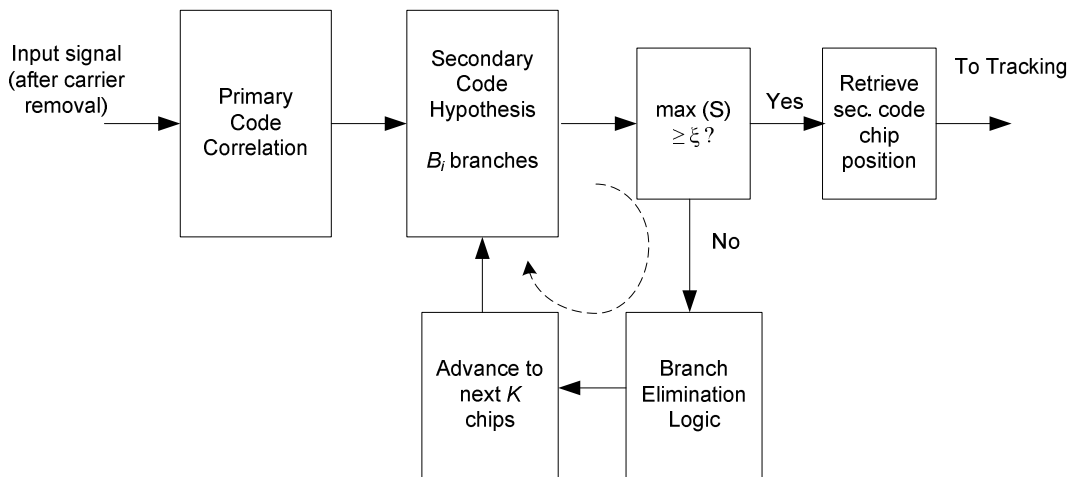 Input signal
(after carrier
removal)
Primary
Code
Correlation
Secondary
Code
Hypothesis
Bi branches
max (S)
≥ξ?
Yes
Retrieve
sec. code
chip
position
To Tracking
No
Advance to
next K
chips
Branch
Elimination
Logic